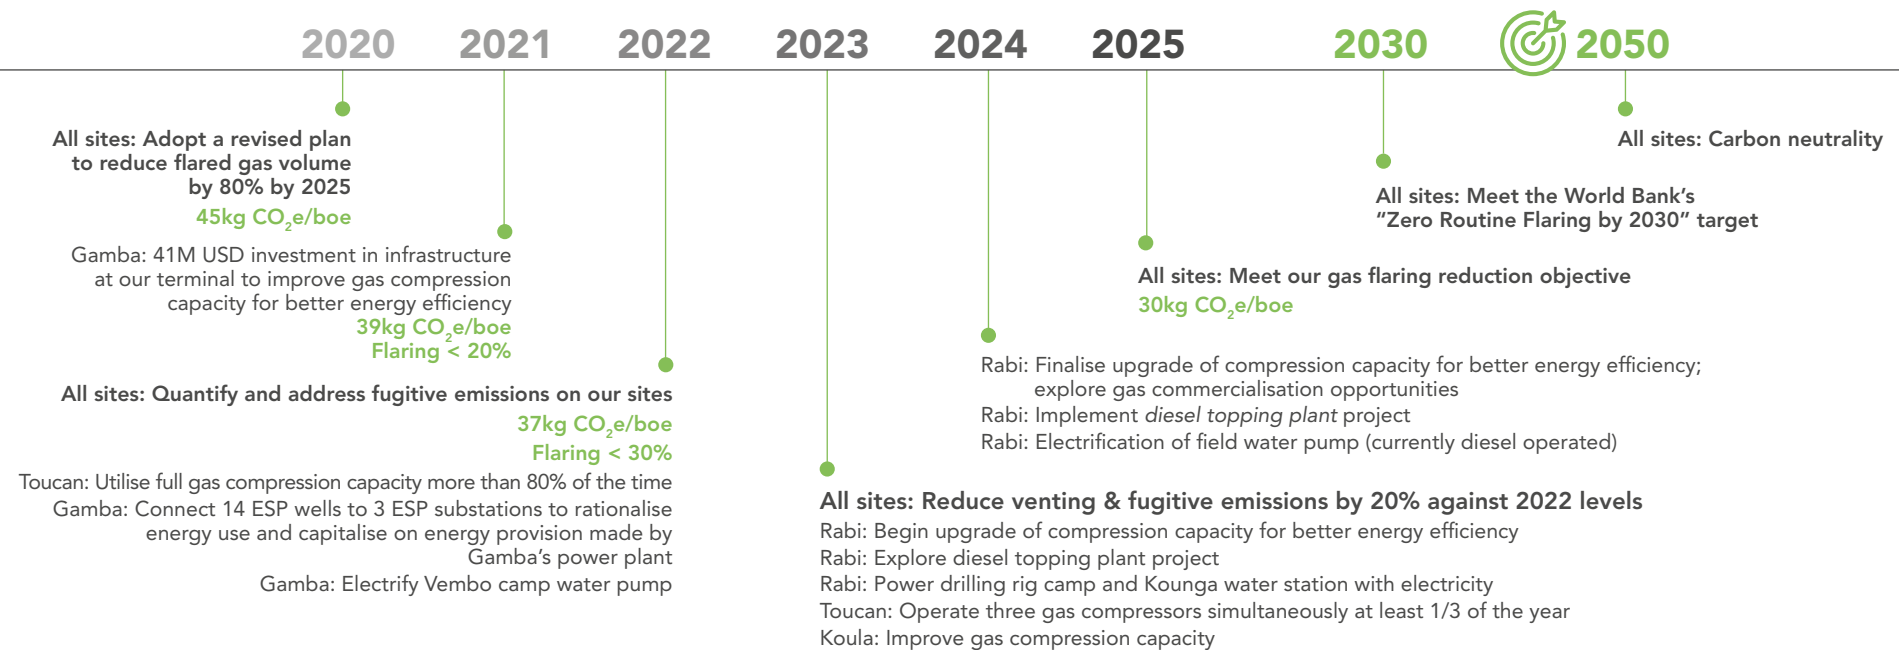 2020
2021
2022
2023
2024
2025
2030
2050
All sites: Adopt a revised plan
to reduce flared gas volume
by 80% by 2025
45kg CO₂e/boe
Gamba: 41M USD investment in infrastructure
at our terminal to improve gas compression
capacity for better energy efficiency
39kg CO₂e/boe
Flaring < 20%
All sites: Quantify and address fugitive emissions on our sites
37kg CO₂e/boe
Flaring < 30%
Toucan: Utilise full gas compression capacity more than 80% of the time
Gamba: Connect 14 ESP wells to 3 ESP substations to rationalise
energy use and capitalise on energy provision made by
Gamba’s power plant
Gamba: Electrify Vembo camp water pump
All sites: Reduce venting & fugitive emissions by 20% against 2022 levels
Rabi: Begin upgrade of compression capacity for better energy efficiency
Rabi: Explore diesel topping plant project
Rabi: Power drilling rig camp and Kounga water station with electricity
Toucan: Operate three gas compressors simultaneously at least 1/3 of the year
Koula: Improve gas compression capacity
Rabi: Finalise upgrade of compression capacity for better energy efficiency;
explore gas commercialisation opportunities
Rabi: Implement diesel topping plant project
Rabi: Electrification of field water pump (currently diesel operated)
All sites: Meet our gas flaring reduction objective
30kg CO₂e/boe
All sites: Meet the World Bank’s
“Zero Routine Flaring by 2030” target
All sites: Carbon neutrality